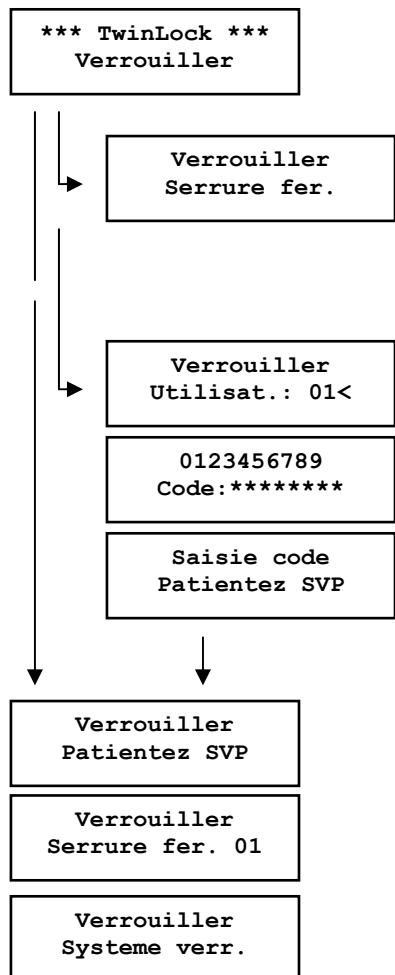 *** TwinLock ***
Verrouiller
Verrouiller
Serrure fer.
Verrouiller
Utilisat.: 01<
0123456789
Code:********
Saisie code
Patientez SVP
Verrouiller
Patientez SVP
Verrouiller
Serrure fer. 01
Verrouiller
Systeme verr.